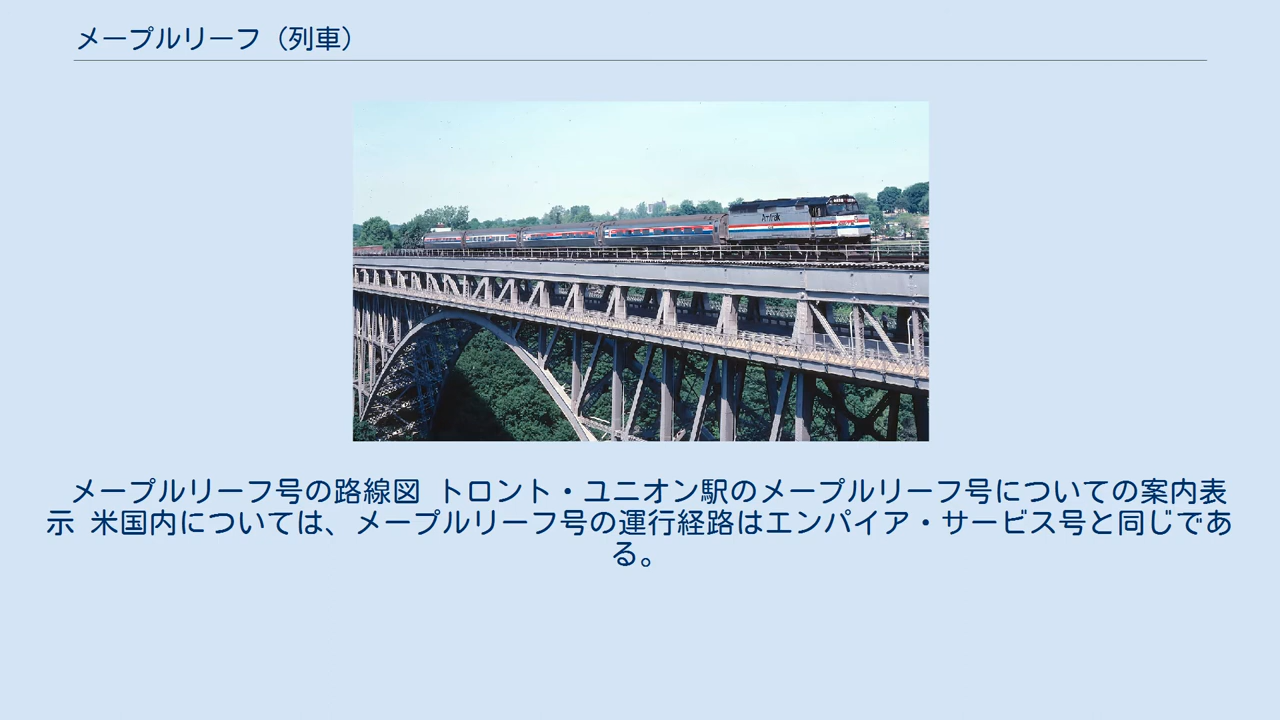 メープルリーフ（列車）
Amtrak
メープルリーフ号の路線図 トロント・ユニオン駅のメープルリーフ号についての案内表
示 米国内については、メープルリーフ号の運行経路はエンパイア・サービス号と同じであ
る。